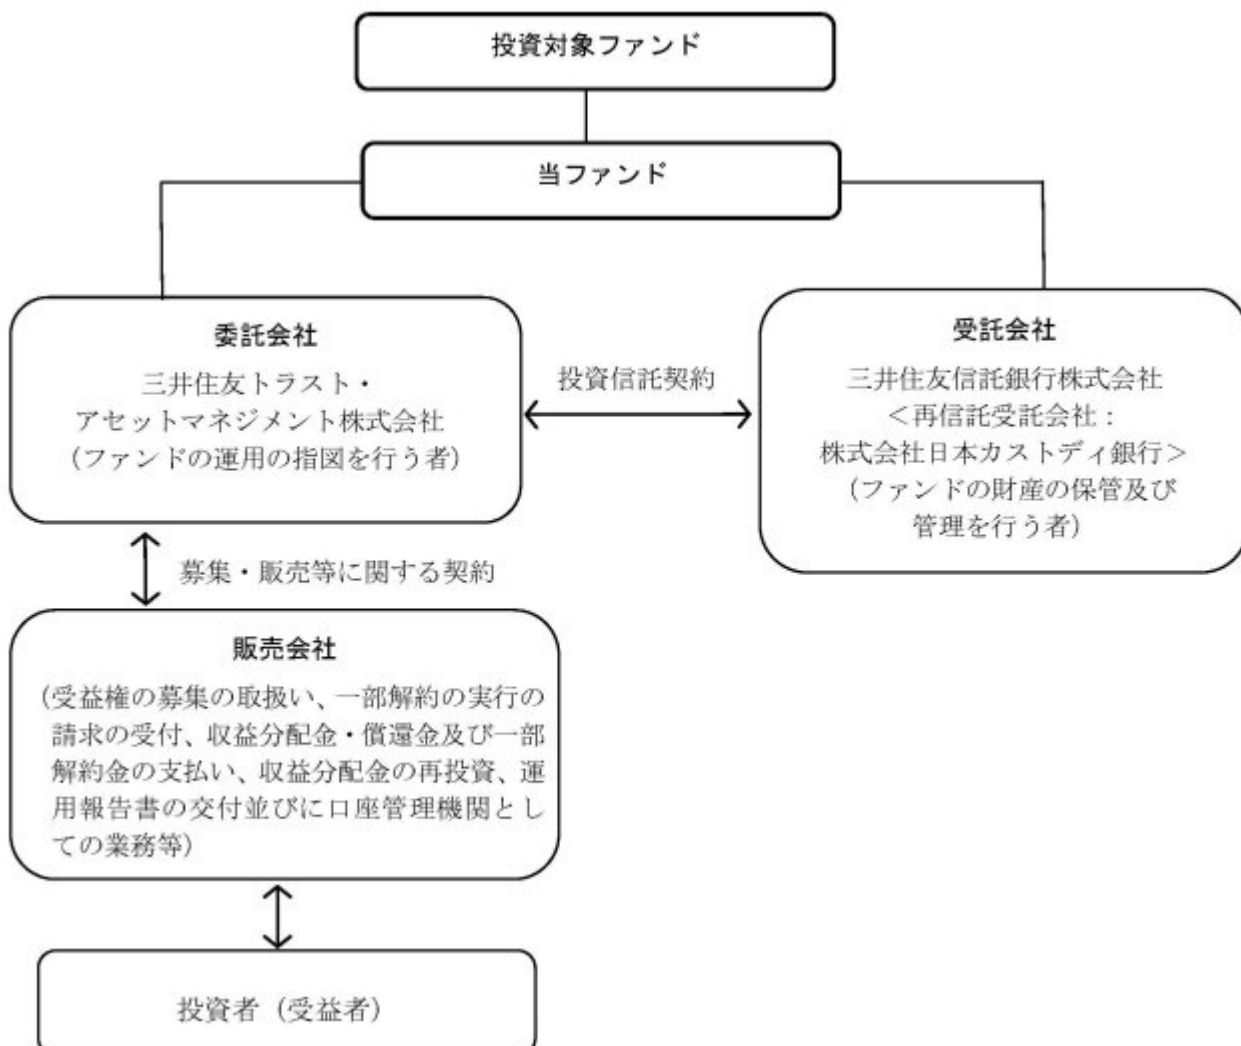 投資対象ファンド
当ファンド
委託会社
三井住友トラスト・
アセットマネジメント株式会社
（ファンドの運用の指図を行う者）
投資信託契約
受託会社
三井住友信託銀行株式会社
＜再信託受託会社：
株式会社日本カストディ銀行＞
（ファンドの財産の保管及び
管理を行う者）
募集・販売等に関する契約
販売会社
（受益権の募集の取扱い、一部解約の実行の
請求の受付、収益分配金・償還金及び一部
解約金の支払い、収益分配金の再投資、運
用報告書の交付並びに口座管理機関とし
ての業務等）
投資者（受益者）